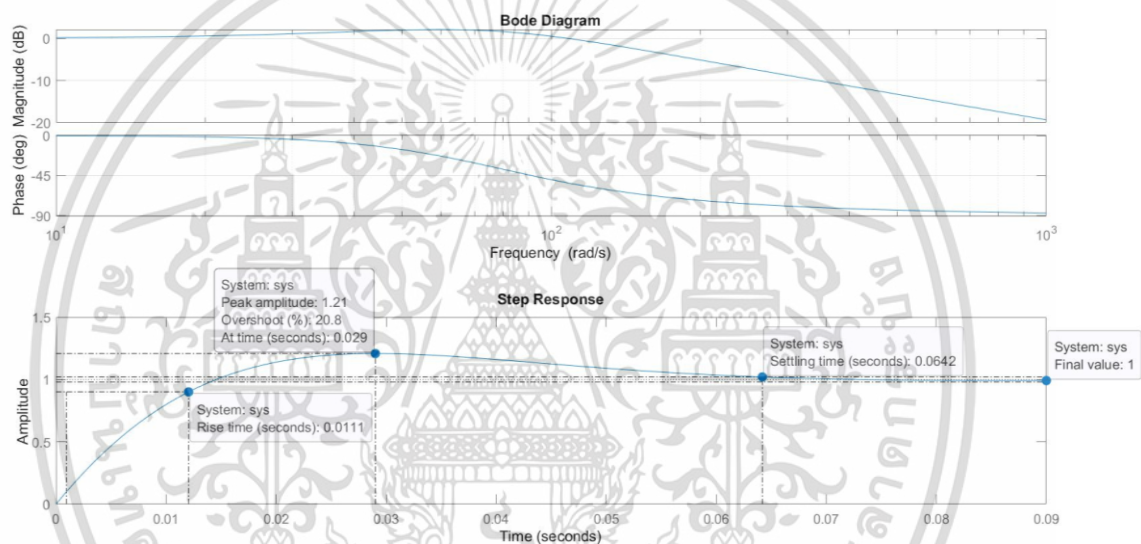 Bode Diagram
Magnitude (dB)
0
-10
-20
Phase (deg)
0
-45
-90
10^1
10^2
10^3
Frequency (rad/s)
Step Response
Amplitude
1.5
1
0.5
0
System: sys
Peak amplitude: 1.21
Overshoot (%): 20.8
At time (seconds): 0.029
System: sys
Rise time (seconds): 0.0111
System: sys
Settling time (seconds): 0.0642
System: sys
Final value: 1
0
0.01
0.02
0.03
0.04
0.05
0.06
0.07
0.08
0.09
Time (seconds)